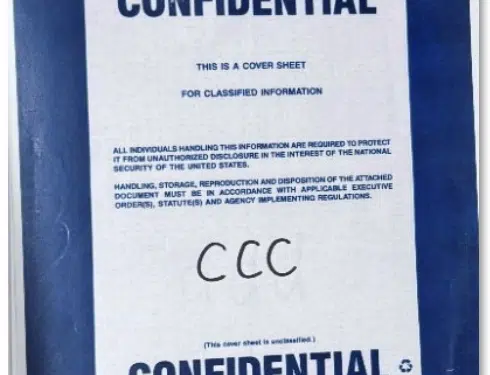 CONFIDENTIAL
THIS IS A COVER SHEET
FOR CLASSIFIED INFORMATION
ALL INDIVIDUALS HANDLING THIS INFORMATION ARE REQUIRED TO PROTECT
IT FROM UNAUTHORIZED DISCLOSURE IN THE INTEREST OF THE NATIONAL
SECURITY OF THE UNITED STATES.
HANDLING, STORAGE, REPRODUCTION AND DISPOSITION OF THE ATTACHED
DOCUMENT MUST BE IN ACCORDANCE WITH APPLICABLE EXECUTIVE
ORDER(S), STATUTE(S) AND AGENCY IMPLEMENTING REGULATIONS.
CCC
(This cover sheet is unclassified.)
CONFIDENTIAL